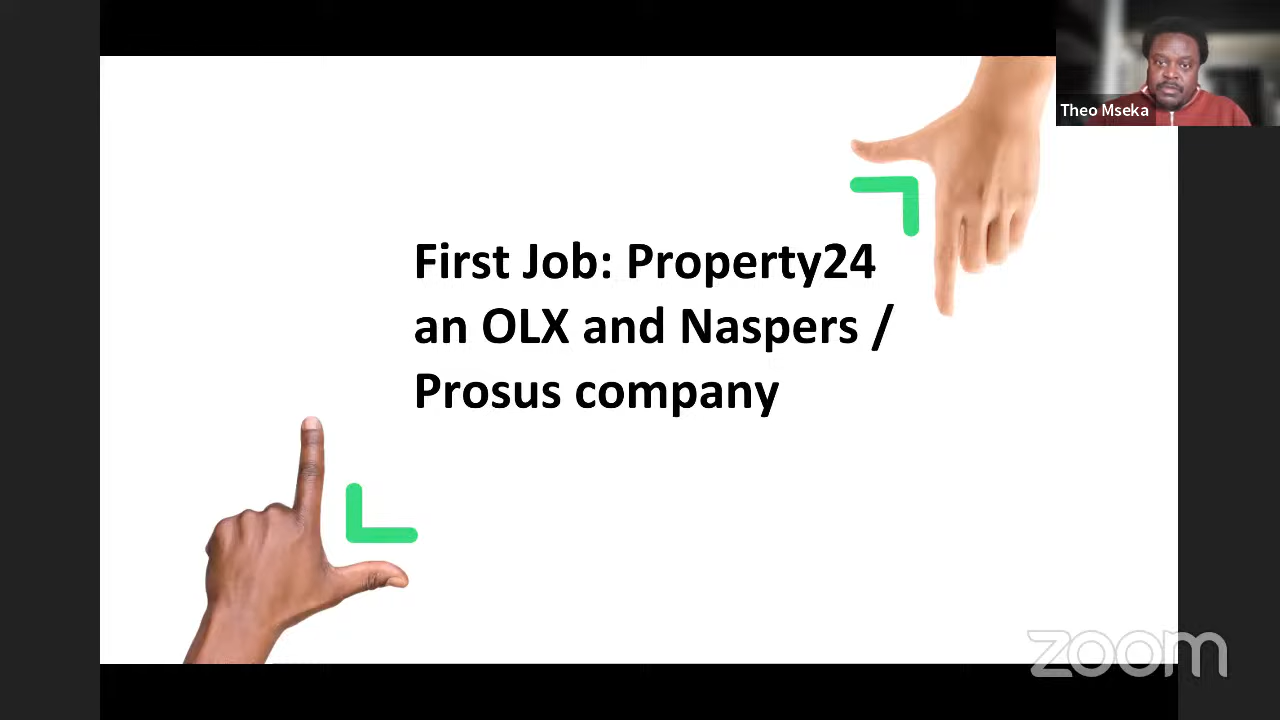 Theo Mseka
First Job: Property24
an OLX and Naspers /
Prosus company
zoom